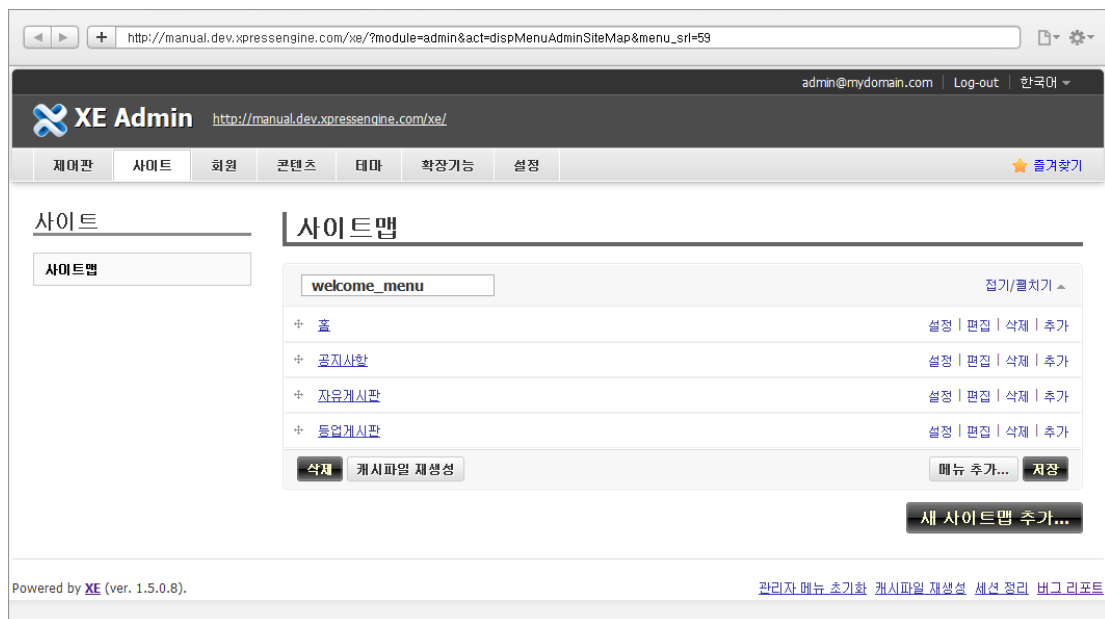 http://manual.dev.xpressengine.com/xe/?module=admin&act=dispMenuAdminSiteMap&menu_srl=59
admin@mydomain.com | Log-out | 한국어
XE Admin http://manual.dev.xpressengine.com/xe/
제어판 사이트 회원 콘텐츠 테마 확장기능 설정 즐겨찾기
사이트
사이트맵
사이트맵
welcome_menu 접기/펼치기
홈 설정 | 편집 | 삭제 | 추가
공지사항 설정 | 편집 | 삭제 | 추가
자유게시판 설정 | 편집 | 삭제 | 추가
등업게시판 설정 | 편집 | 삭제 | 추가
삭제 캐시파일 재생성 메뉴 추가... 저장
새 사이트맵 추가...
Powered by XE (ver. 1.5.0.8). 관리자 메뉴 초기화 캐시파일 재생성 세션 정리 버그 리포트